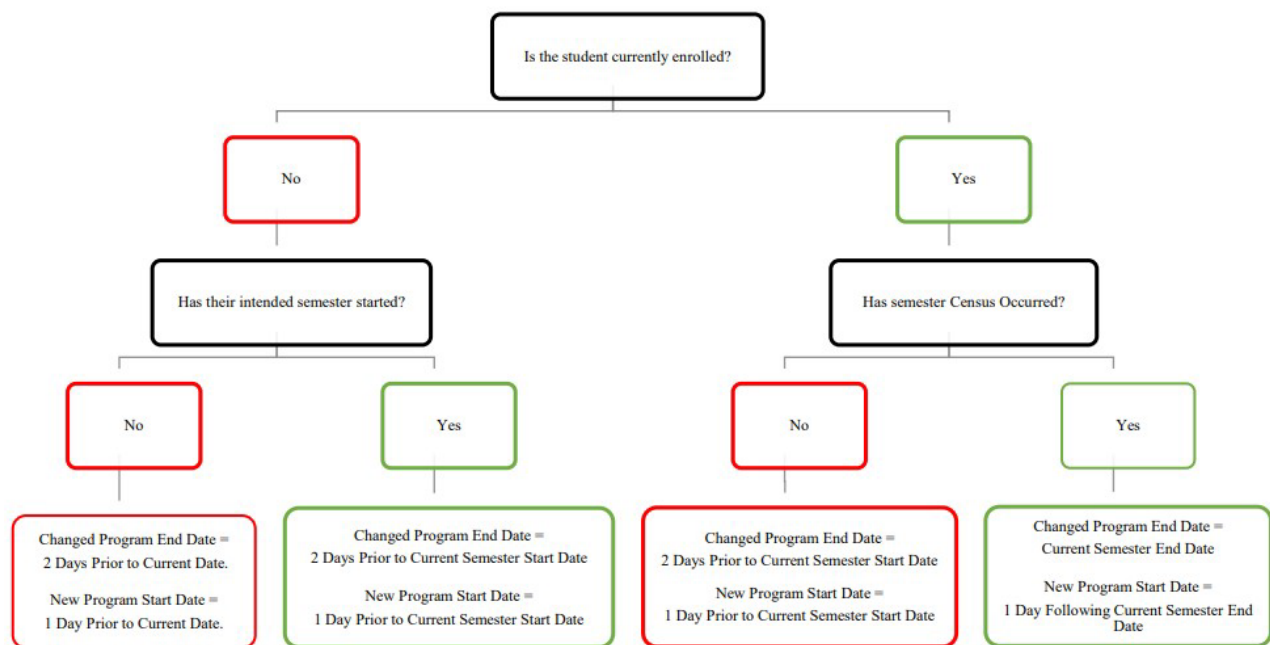 Is the student currently enrolled?
No
Yes
Has their intended semester started?
Has semester Census Occurred?
No
Yes
No
Yes
Changed Program End Date =
2 Days Prior to Current Date.
New Program Start Date =
1 Day Prior to Current Date.
Changed Program End Date =
2 Days Prior to Current Semester Start Date
New Program Start Date =
1 Day Prior to Current Semester Start Date
Changed Program End Date =
2 Days Prior to Current Semester Start Date
New Program Start Date =
1 Day Prior to Current Semester Start Date
Changed Program End Date =
Current Semester End Date
New Program Start Date =
1 Day Following Current Semester End
Date